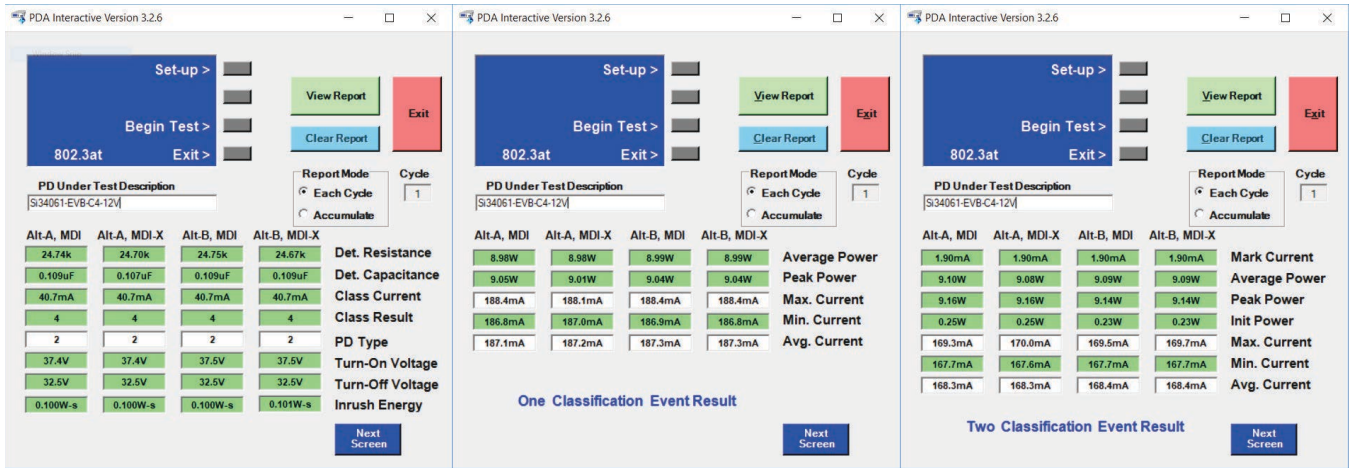 PDA Interactive Version 3.2.6
Set-up >
View Report
Exit
Begin Test >
Clear Report
802.3at Exit >
Report Mode Cycle
PD Under Test Description
Each Cycle 1
Si34061-EVB-C4-12V
Accumulate
Alt-A, MDI Alt-A, MDI-X Alt-B, MDI Alt-B, MDI-X
24.74k 24.70k 24.75k 24.67k Det. Resistance
0.109uF 0.107uF 0.109uF 0.109uF Det. Capacitance
40.7mA 40.7mA 40.7mA 40.7mA Class Current
4 4 4 4 Class Result
2 2 2 2 PD Type
37.4V 37.4V 37.5V 37.5V Turn-On Voltage
32.5V 32.5V 32.5V 32.5V Turn-Off Voltage
0.100W-s 0.100W-s 0.100W-s 0.101W-s Inrush Energy
Next
Screen
PDA Interactive Version 3.2.6
Set-up >
View Report
Exit
Begin Test >
Clear Report
802.3at Exit >
Report Mode Cycle
PD Under Test Description
Each Cycle 1
Si34061-EVB-C4-12V
Accumulate
Alt-A, MDI Alt-A, MDI-X Alt-B, MDI Alt-B, MDI-X
8.98W 8.98W 8.99W 8.99W Average Power
9.05W 9.01W 9.04W 9.04W Peak Power
188.4mA 188.1mA 188.4mA 188.4mA Max. Current
186.8mA 187.0mA 186.9mA 186.8mA Min. Current
187.1mA 187.2mA 187.3mA 187.3mA Avg. Current
One Classification Event Result
Next
Screen
PDA Interactive Version 3.2.6
Set-up >
View Report
Exit
Begin Test >
Clear Report
802.3at Exit >
Report Mode Cycle
PD Under Test Description
Each Cycle 1
Si34061-EVB-C4-12V
Accumulate
Alt-A, MDI Alt-A, MDI-X Alt-B, MDI Alt-B, MDI-X
1.90mA 1.90mA 1.90mA 1.90mA Mark Current
9.10W 9.08W 9.09W 9.09W Average Power
9.16W 9.16W 9.14W 9.14W Peak Power
0.25W 0.25W 0.23W 0.23W Init Power
169.3mA 170.0mA 169.5mA 169.7mA Max. Current
167.7mA 167.6mA 167.7mA 167.7mA Min. Current
168.3mA 168.3mA 168.4mA 168.4mA Avg. Current
Two Classification Event Result
Next
Screen